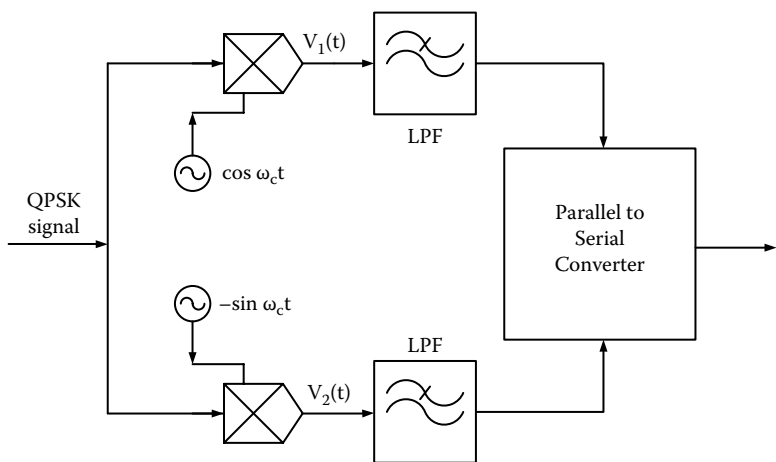 V₁(t)
LPF
cos ω꜀t
QPSK
signal
Parallel to
Serial
Converter
–sin ω꜀t
LPF
V₂(t)